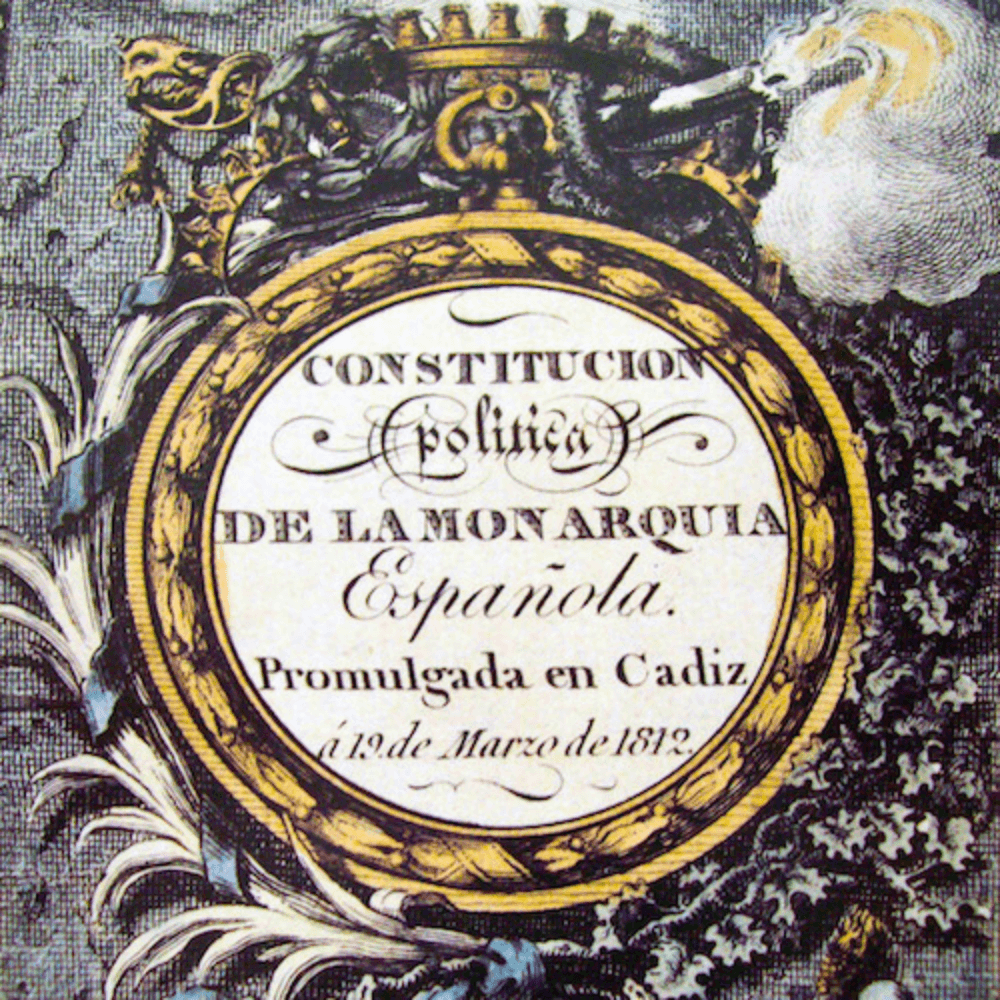 CONSTITUCION
politica
DE LA MONARQUIA
Española.
Promulgada en Cadiz
á 19. de Marzo de 1812.